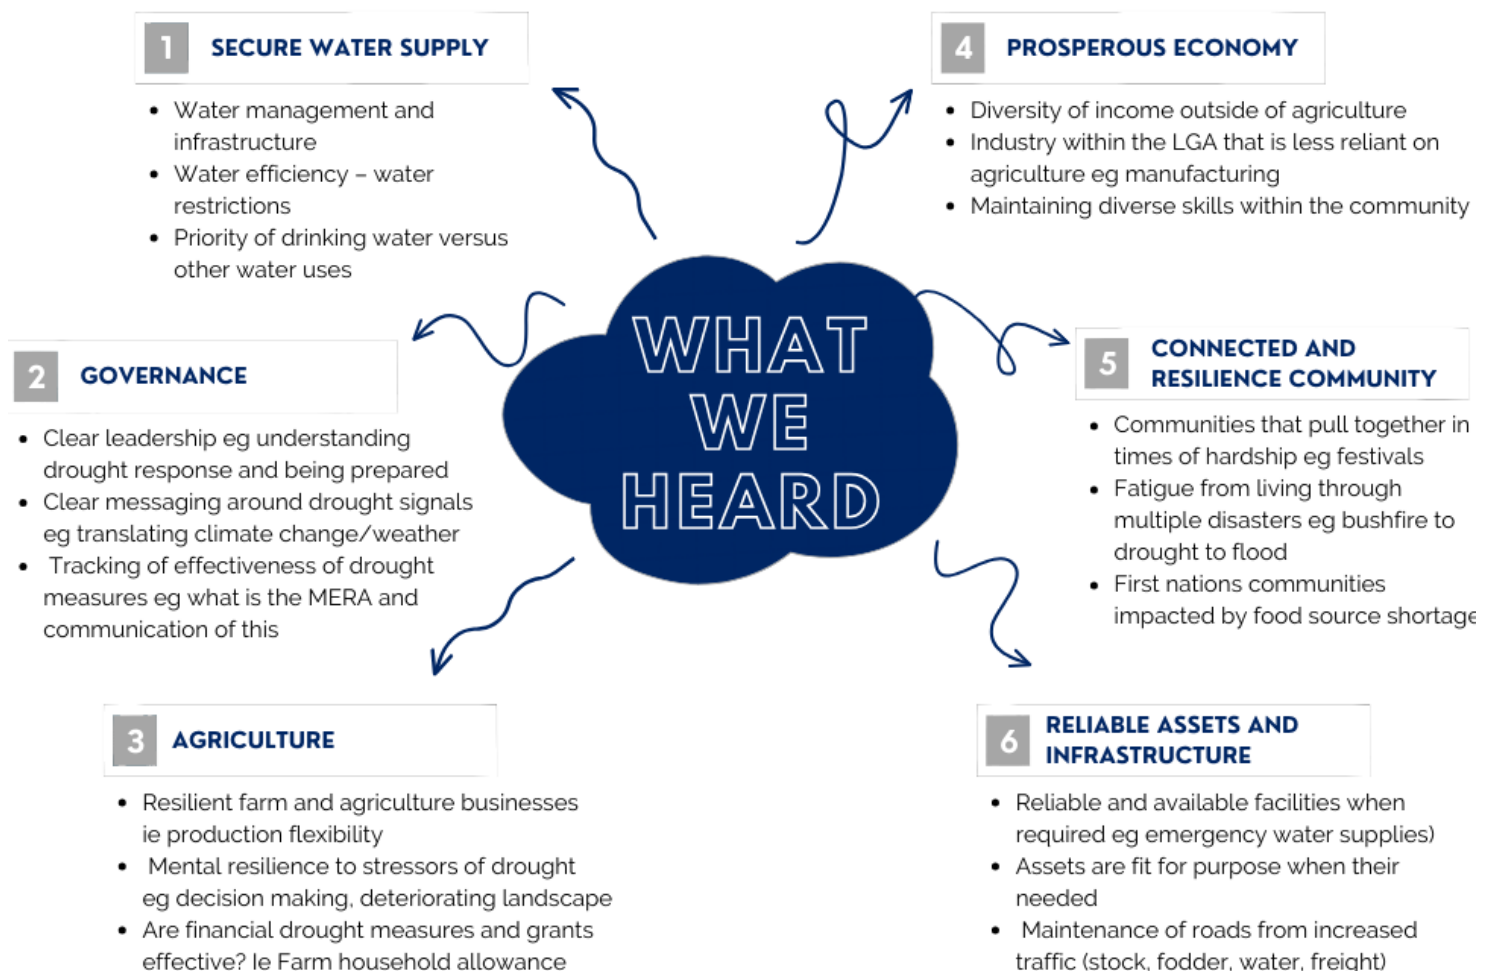 1 SECURE WATER SUPPLY
• Water management and
infrastructure
• Water efficiency – water
restrictions
• Priority of drinking water versus
other water uses
2 GOVERNANCE
• Clear leadership eg understanding
drought response and being prepared
• Clear messaging around drought signals
eg translating climate change/weather
• Tracking of effectiveness of drought
measures eg what is the MERA and
communication of this
3 AGRICULTURE
• Resilient farm and agriculture businesses
ie production flexibility
• Mental resilience to stressors of drought
eg decision making, deteriorating landscape
• Are financial drought measures and grants
effective? Ie Farm household allowance
WHAT
WE
HEARD
4 PROSPEROUS ECONOMY
• Diversity of income outside of agriculture
• Industry within the LGA that is less reliant on
agriculture eg manufacturing
• Maintaining diverse skills within the community
5 CONNECTED AND
RESILIENCE COMMUNITY
• Communities that pull together in
times of hardship eg festivals
• Fatigue from living through
multiple disasters eg bushfire to
drought to flood
• First nations communities
impacted by food source shortage
6 RELIABLE ASSETS AND
INFRASTRUCTURE
• Reliable and available facilities when
required eg emergency water supplies)
• Assets are fit for purpose when their
needed
• Maintenance of roads from increased
traffic (stock, fodder, water, freight)